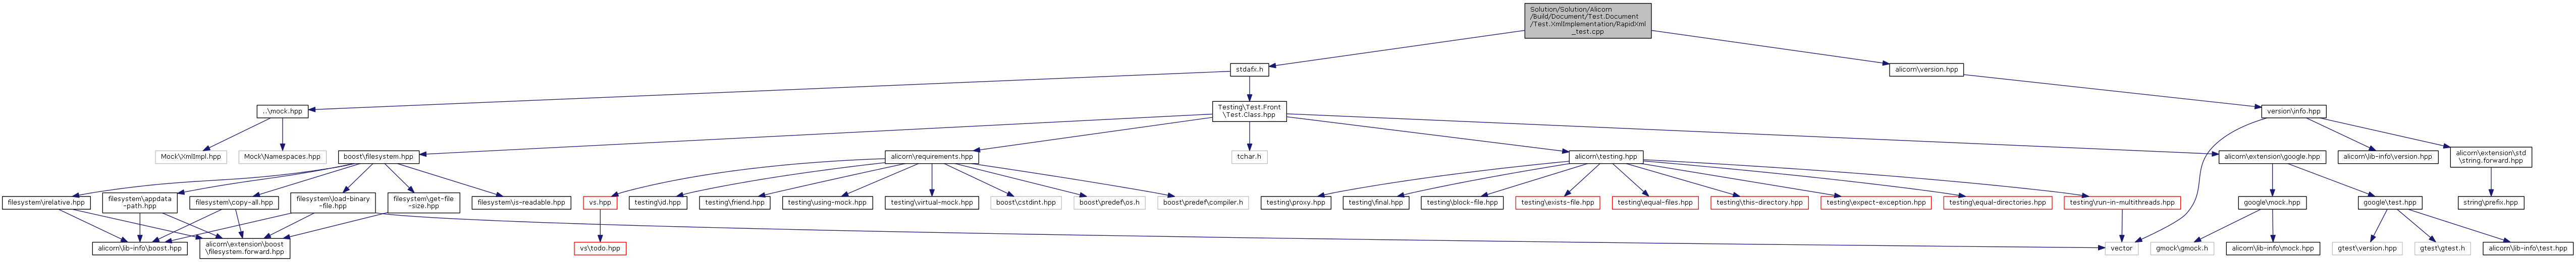 Solution/Solution/Alicorn
/Build/Document/Test.Document
/Test.XmlImplementation/RapidXml
_test.cpp
stdafx.h
alicorn\version.hpp
..\mock.hpp
Testing\Test.Front
\Test.Class.hpp
version\info.hpp
Mock\XmlImpl.hpp
Mock\Namespaces.hpp
boost\filesystem.hpp
alicorn\requirements.hpp
tchar.h
alicorn\testing.hpp
alicorn\extension\google.hpp
alicorn\lib-info\version.hpp
alicorn\extension\std
\string.forward.hpp
filesystem\relative.hpp
filesystem\appdata
-path.hpp
filesystem\copy-all.hpp
filesystem\load-binary
-file.hpp
filesystem\get-file
-size.hpp
filesystem\is-readable.hpp
vs.hpp
testing\id.hpp
testing\friend.hpp
testing\using-mock.hpp
testing\virtual-mock.hpp
boost\cstdint.hpp
boost\predef\os.h
boost\predef\compiler.h
testing\proxy.hpp
testing\final.hpp
testing\block-file.hpp
testing\exists-file.hpp
testing\equal-files.hpp
testing\this-directory.hpp
testing\expect-exception.hpp
testing\equal-directories.hpp
testing\run-in-multithreads.hpp
google\mock.hpp
google\test.hpp
string\prefix.hpp
alicorn\lib-info\boost.hpp
alicorn\extension\boost
\filesystem.forward.hpp
vs\todo.hpp
vector
gmock\gmock.h
alicorn\lib-info\mock.hpp
gtest\version.hpp
gtest\gtest.h
alicorn\lib-info\test.hpp